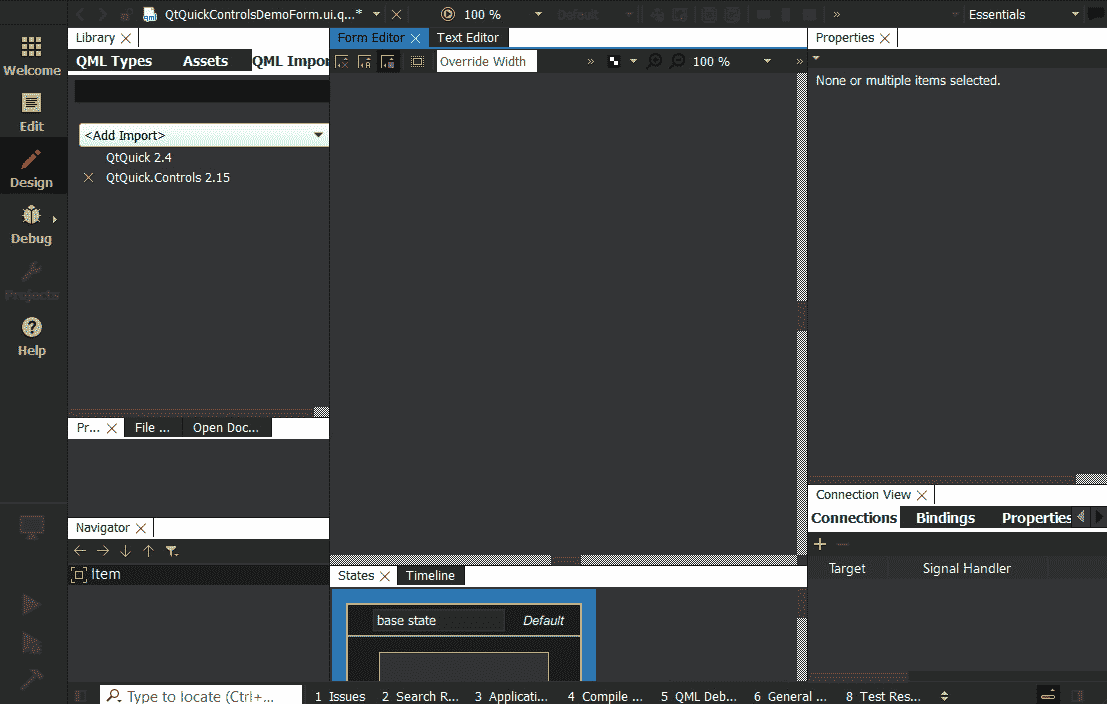 QtQuickControlsDemoForm.ui.q...*
100 %
Default
»
Essentials
Library
Form Editor
Text Editor
Properties
Welcome
Edit
Design
Debug
Projects
Help
QML Types
Assets
QML Impor
Override Width
»
100 %
»
None or multiple items selected.
<Add Import>
QtQuick 2.4
QtQuick.Controls 2.15
Pr...
File ...
Open Doc...
Navigator
Item
Connection View
Connections
Bindings
Properties
Target
Signal Handler
States
Timeline
base state
Default
Type to locate (Ctrl+...
1 Issues
2 Search R...
3 Applicati...
4 Compile ...
5 QML Deb...
6 General ...
8 Test Res...